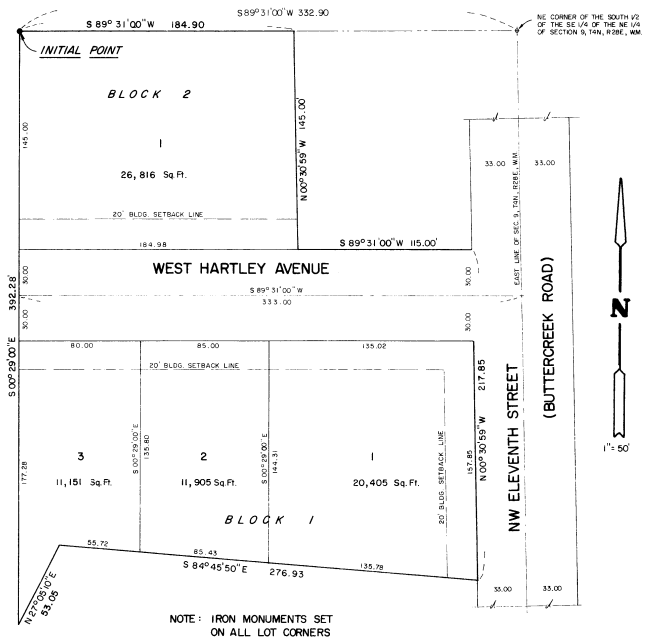 S 89° 31' 00" W 332.90
S 89° 31' 00" W 184.90
NE CORNER OF THE SOUTH 1/2
OF THE SE 1/4 OF THE NE 1/4
OF SECTION 9, T4N, R28E, W.M.
INITIAL POINT
BLOCK 2
1
26,816 Sq. Ft.
145.00
N 00° 30' 59" W 145.00'
33.00
33.00
EAST LINE OF SEC. 9, T4N, R28E, W.M.
20' BLDG. SETBACK LINE
184.98
S 89° 31' 00" W 115.00'
WEST HARTLEY AVENUE
30.00
30.00
S 89° 31' 00" W
333.00
30.00
30.00
S 00° 29' 00" E 392.28'
80.00
85.00
135.02
20' BLDG. SETBACK LINE
N
1" = 50'
NW ELEVENTH STREET
(BUTTERCREEK ROAD)
N 00° 30' 59" W 217.85
177.28
3
11,151 Sq. Ft.
S 00° 29' 00" E
135.80
2
11,905 Sq. Ft.
S 00° 29' 00" E
144.31
1
20,405 Sq. Ft.
20' BLDG. SETBACK LINE
157.85
BLOCK 1
55.72
85.43
135.78
S 84° 45' 50" E 276.93
N 27° 05' 10" E
53.05
33.00
33.00
NOTE: IRON MONUMENTS SET
ON ALL LOT CORNERS